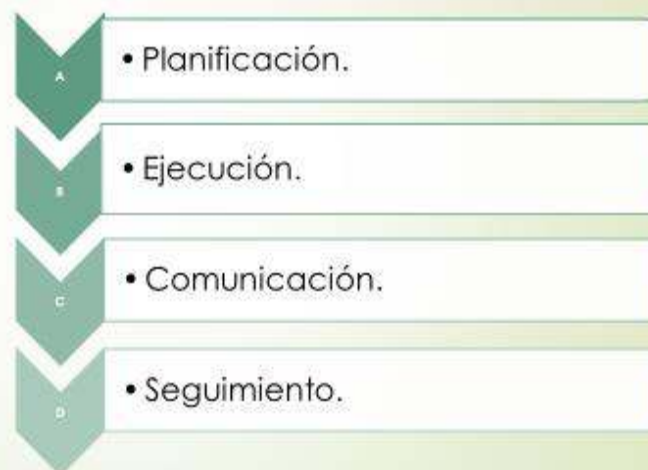 A
• Planificación.
B
• Ejecución.
C
• Comunicación.
D
• Seguimiento.